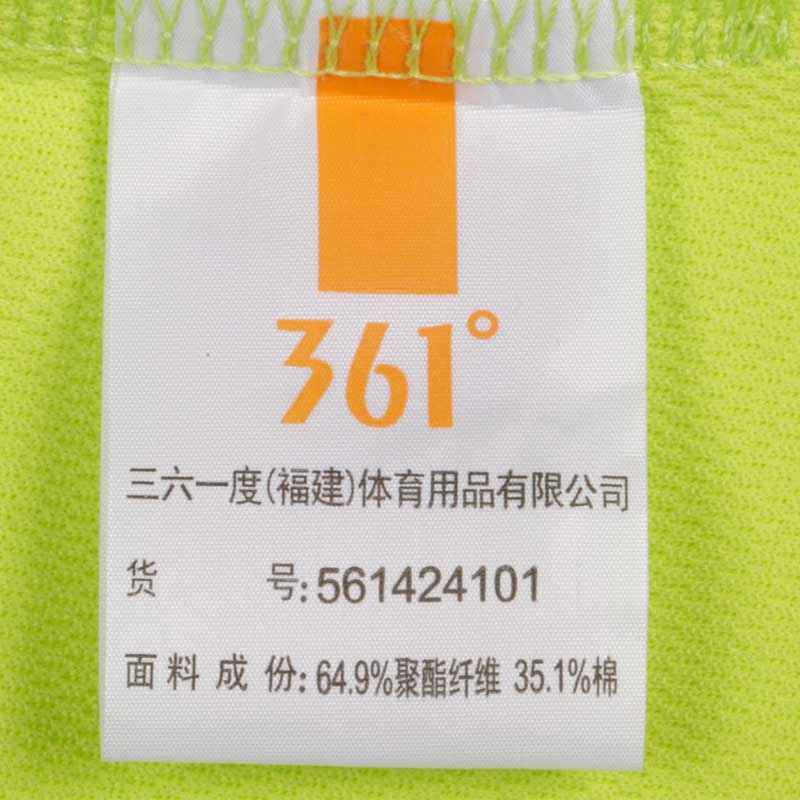 361°
三六一度(福建)体育用品有限公司
货 号:561424101
面料成份:64.9%聚酯纤维 35.1%棉